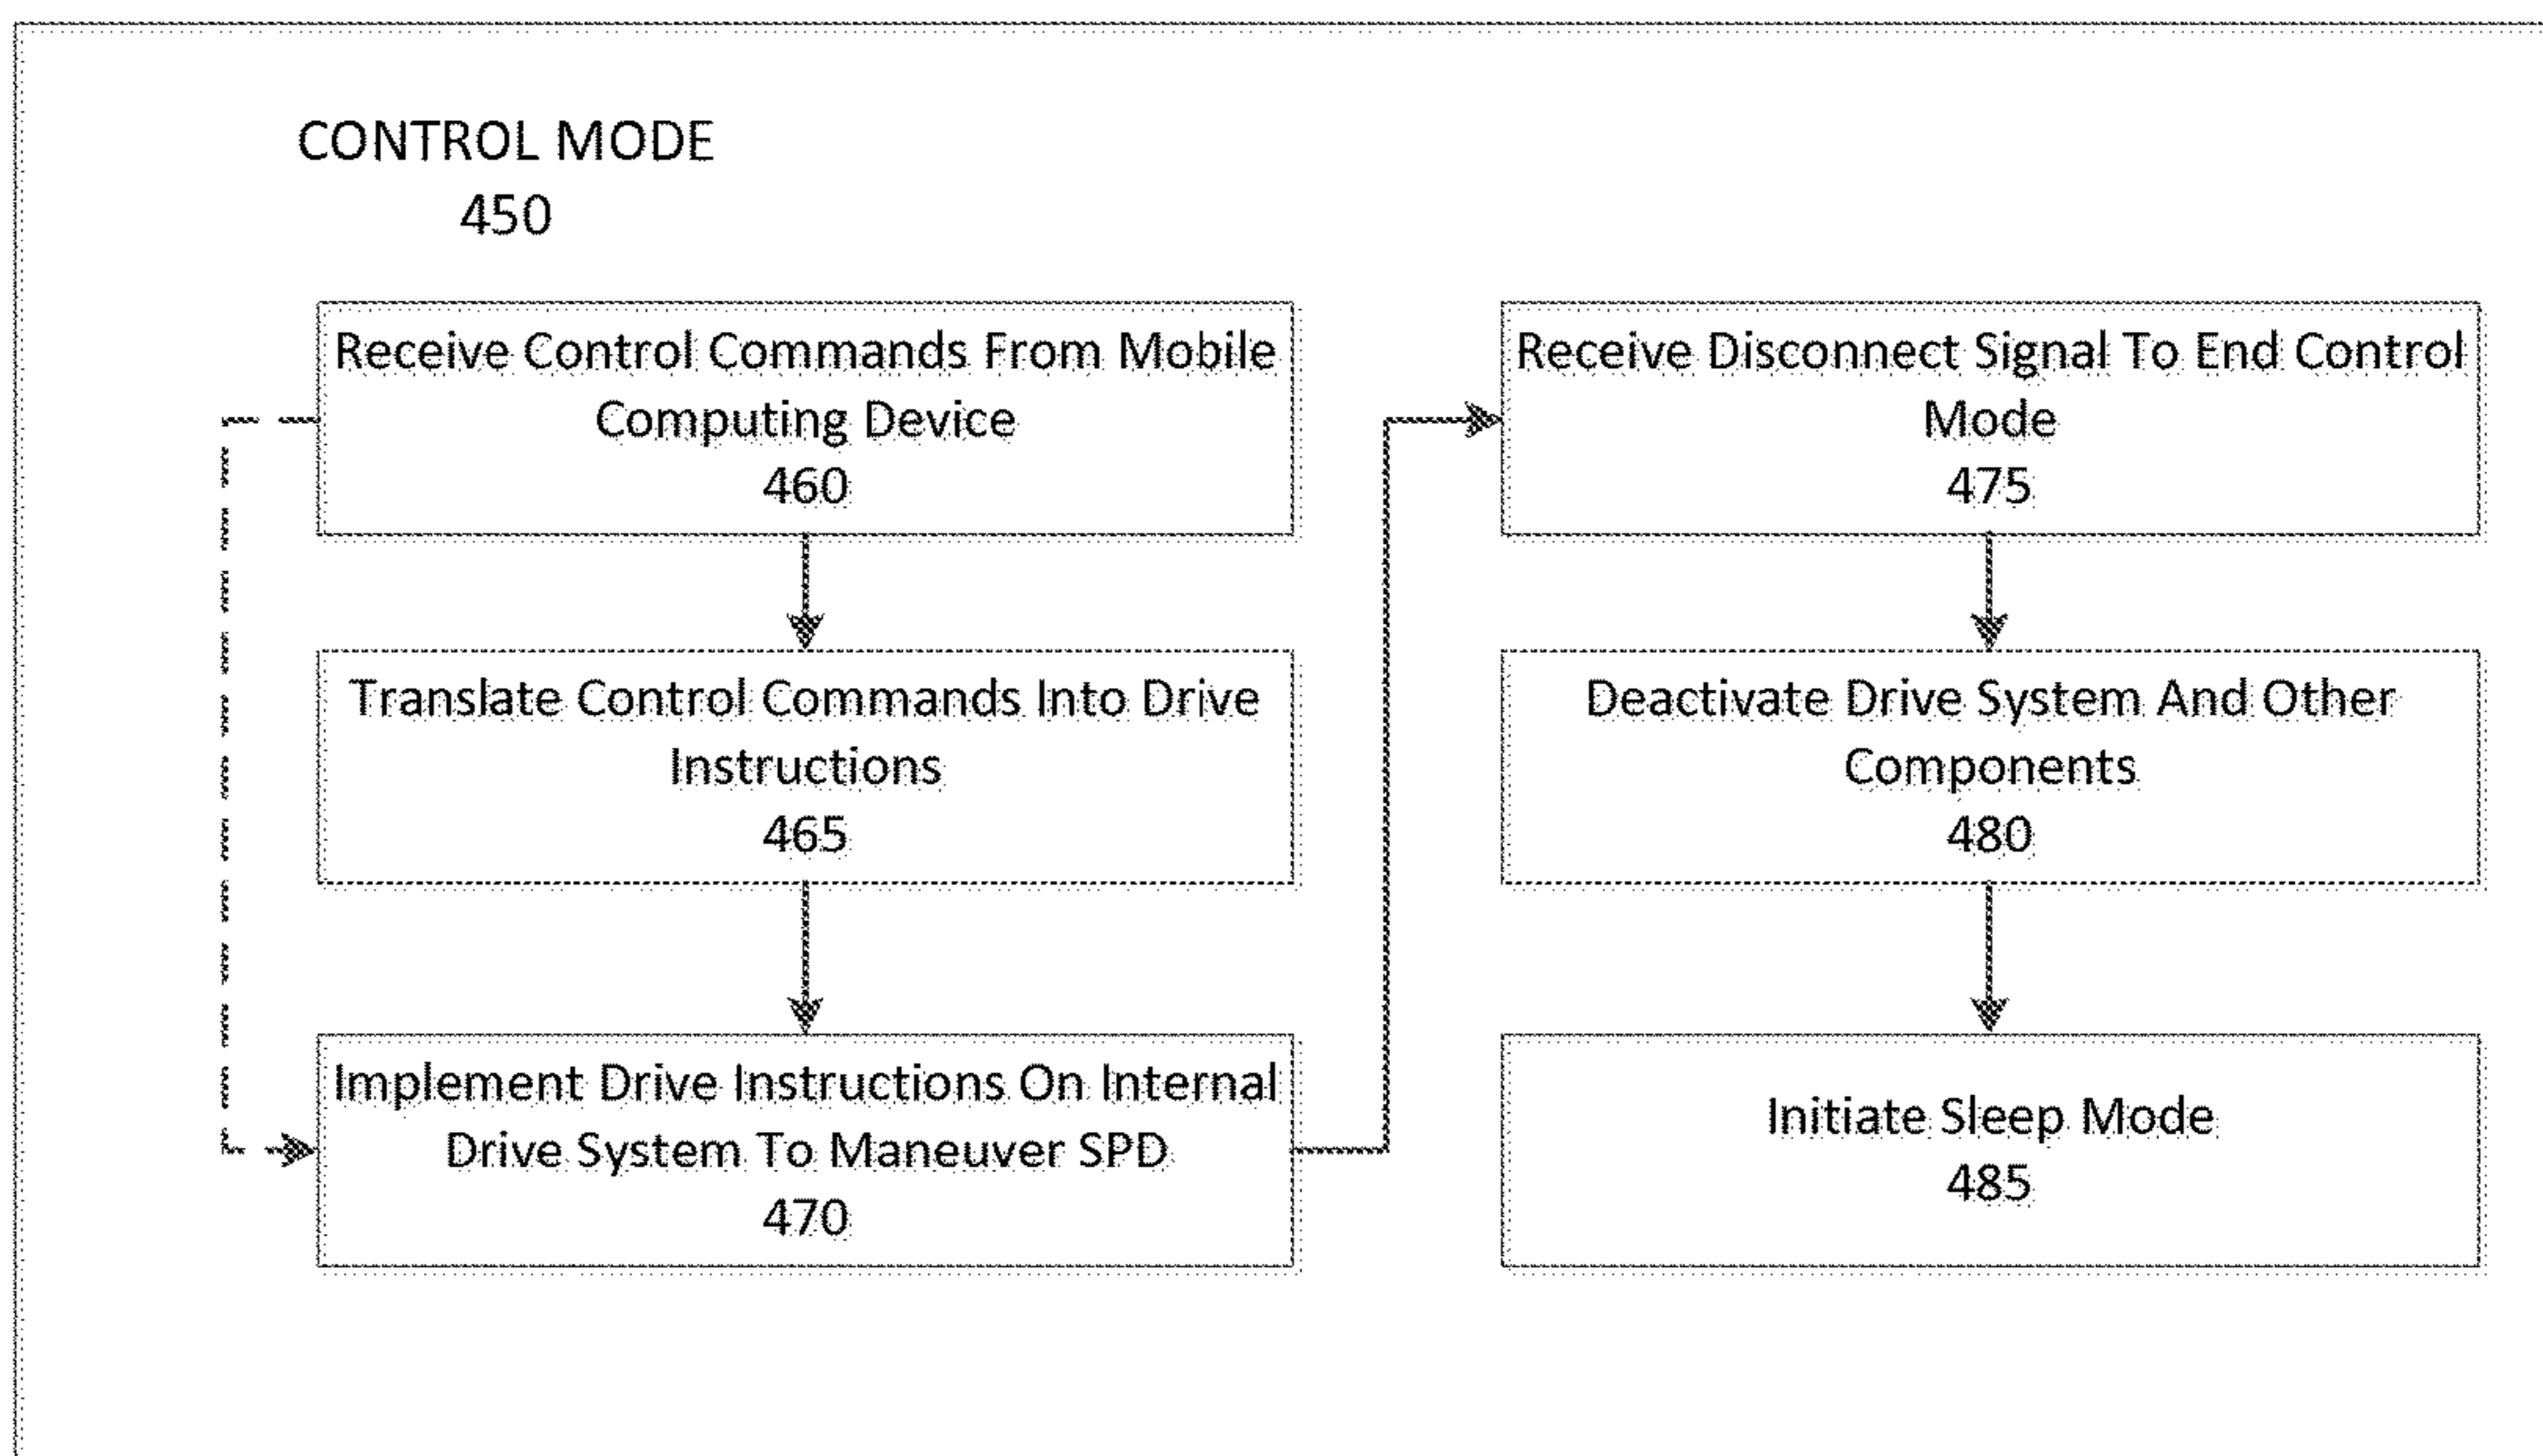 CONTROL MODE
450
Receive Control Commands From Mobile
Computing Device
460
Translate Control Commands Into Drive
Instructions
465
Implement Drive Instructions On Internal
Drive System To Maneuver SPD
470
Receive Disconnect Signal To End Control
Mode
475
Deactivate Drive System And Other
Components
480
Initiate Sleep Mode
485